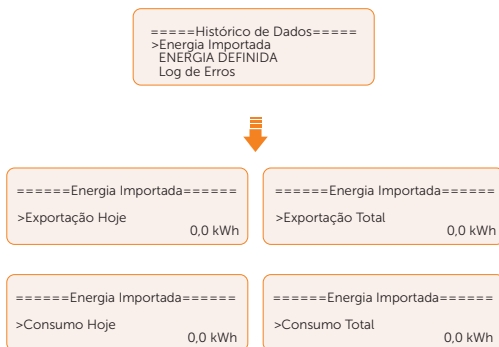 =====Histórico de Dados=====
>Energia Importada
ENERGIA DEFINIDA
Log de Erros
======Energia Importada======
>Exportação Hoje
0,0 kWh
======Energia Importada======
>Exportação Total
0,0 kWh
======Energia Importada======
>Consumo Hoje
0,0 kWh
======Energia Importada======
>Consumo Total
0,0 kWh